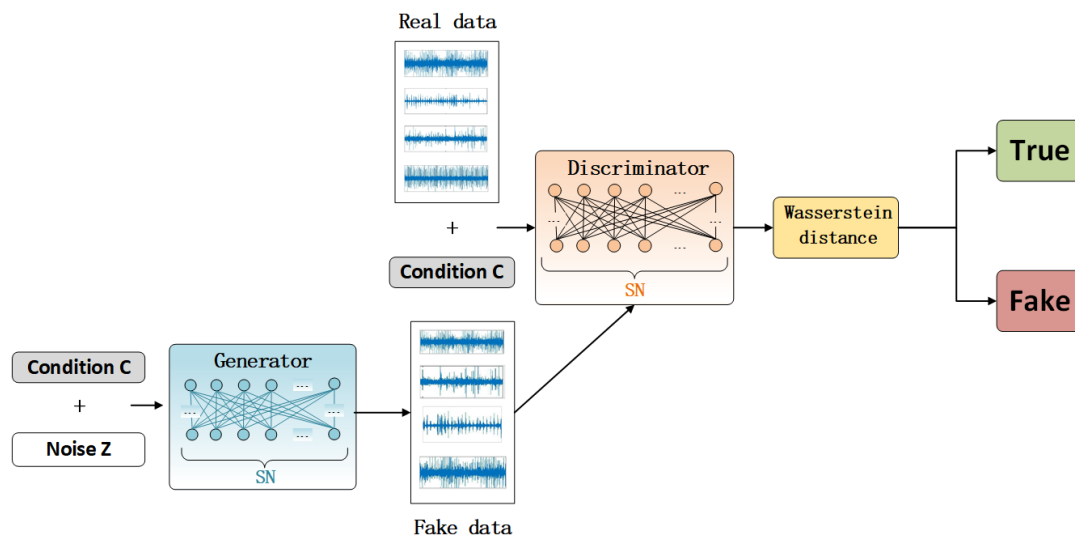 Real data
+
Condition C
Discriminator
...
...
...
...
SN
Wasserstein
distance
True
Fake
Condition C
+
Noise Z
Generator
...
...
...
...
SN
Fake data